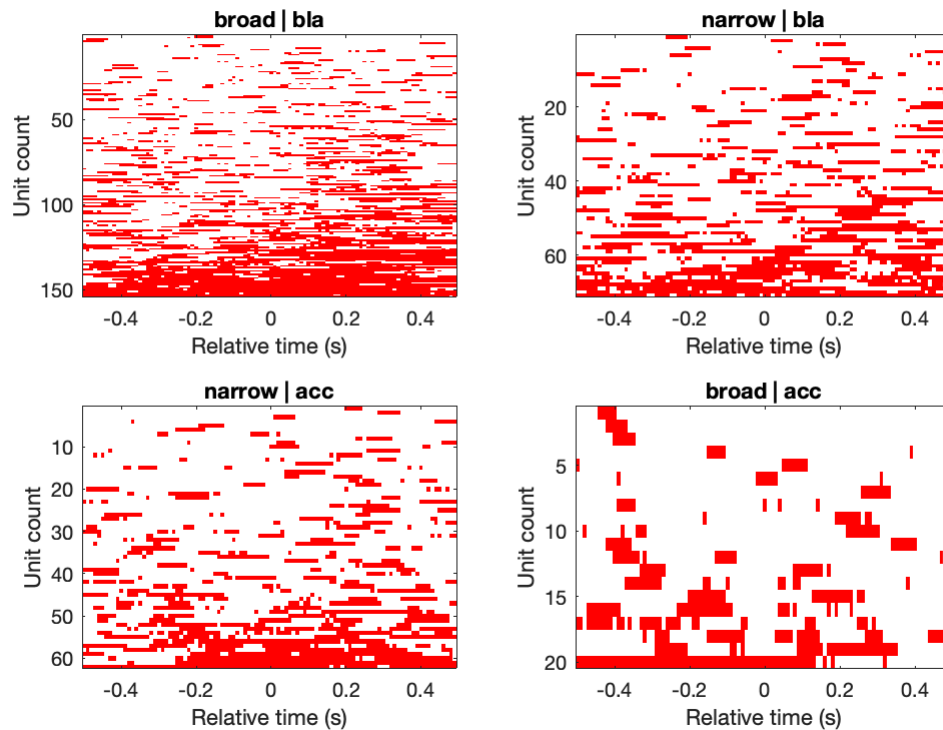 broad | bla
50
100
150
Unit count
-0.4 -0.2 0 0.2 0.4
Relative time (s)
narrow | bla
20
40
60
Unit count
-0.4 -0.2 0 0.2 0.4
Relative time (s)
narrow | acc
10
20
30
40
50
60
Unit count
-0.4 -0.2 0 0.2 0.4
Relative time (s)
broad | acc
5
10
15
20
Unit count
-0.4 -0.2 0 0.2 0.4
Relative time (s)